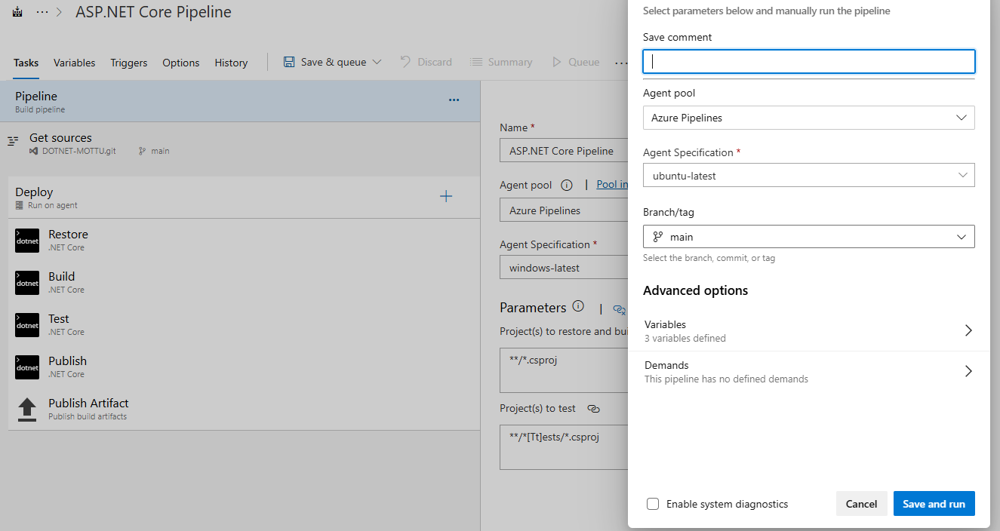 ··· > ASP.NET Core Pipeline
Tasks Variables Triggers Options History Save & queue Discard Summary Queue ···
Pipeline
Build pipeline
···
Get sources
DOTNET-MOTTU.git main
Deploy
Run on agent
+
>
dotnet
Restore
.NET Core
>
dotnet
Build
.NET Core
>
dotnet
Test
.NET Core
>
dotnet
Publish
.NET Core
Publish Artifact
Publish build artifacts
Name *
ASP.NET Core Pipeline
Agent pool | Pool in
Azure Pipelines
Agent Specification *
windows-latest
Parameters |
Project(s) to restore and bui
**/*.csproj
Project(s) to test
**/*[Tt]ests/*.csproj
Select parameters below and manually run the pipeline
Save comment
Agent pool
Azure Pipelines
Agent Specification *
ubuntu-latest
Branch/tag
main
Select the branch, commit, or tag
Advanced options
Variables
3 variables defined
Demands
This pipeline has no defined demands
Enable system diagnostics
Cancel
Save and run